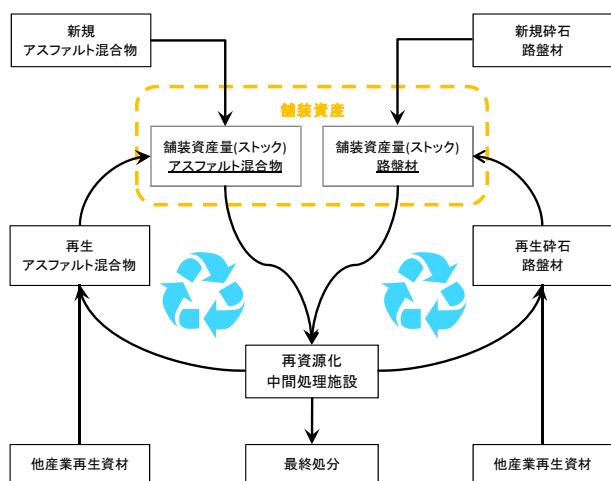 新規
アスファルト混合物
新規砕石
路盤材
舗装資産
舗装資産量(ストック)
アスファルト混合物
舗装資産量(ストック)
路盤材
再生
アスファルト混合物
再生砕石
路盤材
再資源化
中間処理施設
他産業再生資材
最終処分
他産業再生資材